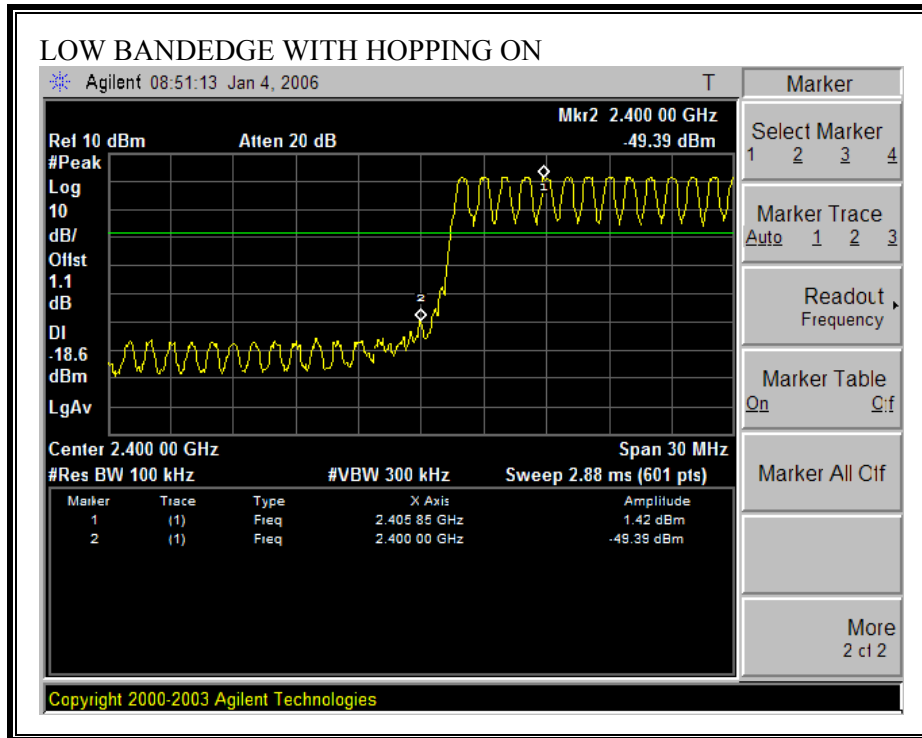 LOW BANDEDGE WITH HOPPING ON
Agilent 08:51:13 Jan 4, 2006 T
Mkr2 2.400 00 GHz
Ref 10 dBm Atten 20 dB -49.39 dBm
#Peak
Log
10
dB/
Offst
1.1
dB
DI
-18.6
dBm
LgAv
1
2
Center 2.400 00 GHz Span 30 MHz
#Res BW 100 kHz #VBW 300 kHz Sweep 2.88 ms (601 pts)
Marker Trace Type X Axis Amplitude
1 (1) Freq 2.405 85 GHz 1.42 dBm
2 (1) Freq 2.400 00 GHz -49.39 dBm
Marker
Select Marker
1 2 3 4
Marker Trace
Auto 1 2 3
Readout
Frequency
Marker Table
On Off
Marker All Off
More
2 of 2
Copyright 2000-2003 Agilent Technologies